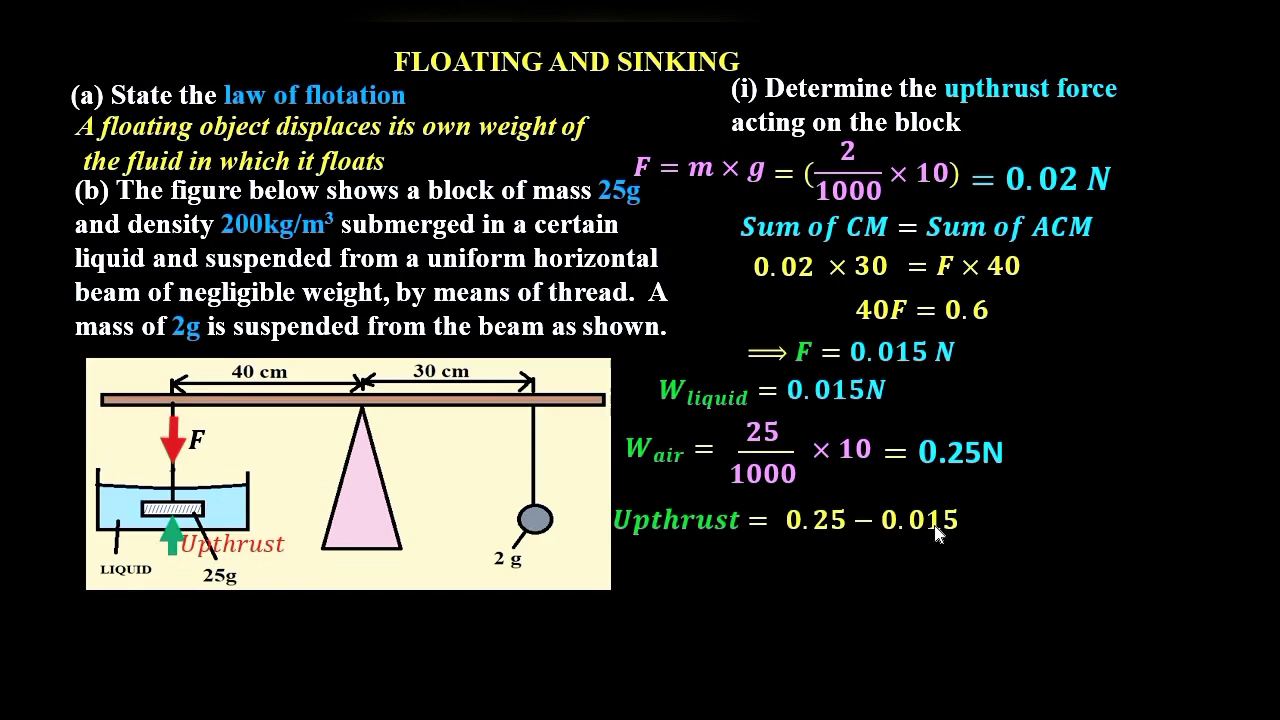 FLOATING AND SINKING
(a) State the law of flotation
A floating object displaces its own weight of
the fluid in which it floats
(b) The figure below shows a block of mass 25g
and density 200kg/m³ submerged in a certain
liquid and suspended from a uniform horizontal
beam of negligible weight, by means of thread. A
mass of 2g is suspended from the beam as shown.
40 cm
30 cm
F
Upthrust
LIQUID
25g
2 g
(i) Determine the upthrust force
acting on the block
F = m × g = (2/1000 × 10) = 0.02 N
Sum of CM = Sum of ACM
0.02 × 30 = F × 40
40F = 0.6
⟹ F = 0.015 N
W_liquid = 0.015N
W_air = 25/1000 × 10 = 0.25N
Upthrust = 0.25 − 0.015